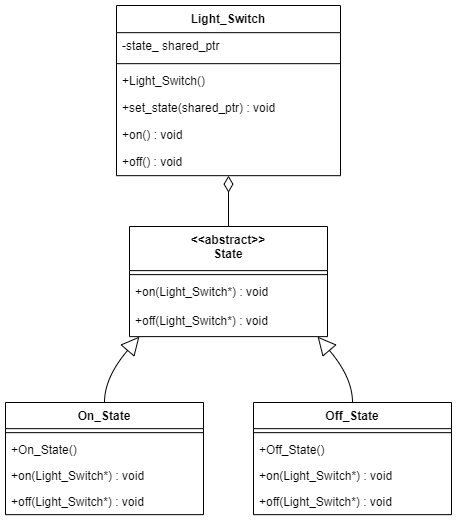 Light_Switch
-state_ shared_ptr
+Light_Switch()
+set_state(shared_ptr) : void
+on() : void
+off() : void
<<abstract>>
State
+on(Light_Switch*) : void
+off(Light_Switch*) : void
On_State
+On_State()
+on(Light_Switch*) : void
+off(Light_Switch*) : void
Off_State
+Off_State()
+on(Light_Switch*) : void
+off(Light_Switch*) : void